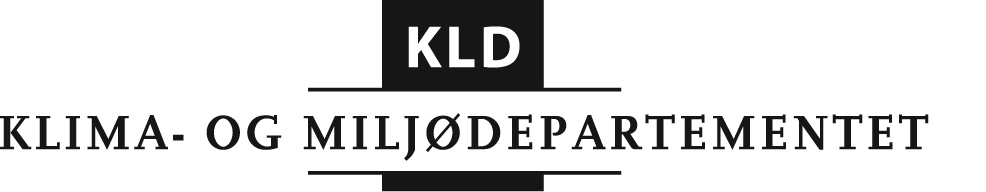 KLD
KLIMA- OG MILJØDEPARTEMENTET